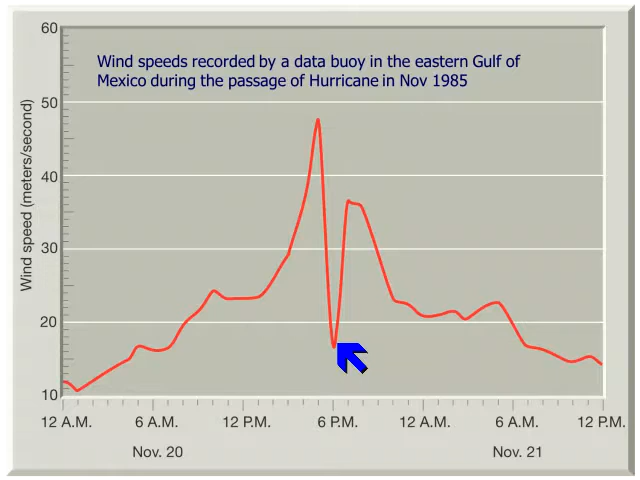 Wind speeds recorded by a data buoy in the eastern Gulf of
Mexico during the passage of Hurricane in Nov 1985
Wind speed (meters/second)
60
50
40
30
20
10
12 A.M. 6 A.M. 12 P.M. 6 P.M. 12 A.M. 6 A.M. 12 P.M.
Nov. 20 Nov. 21